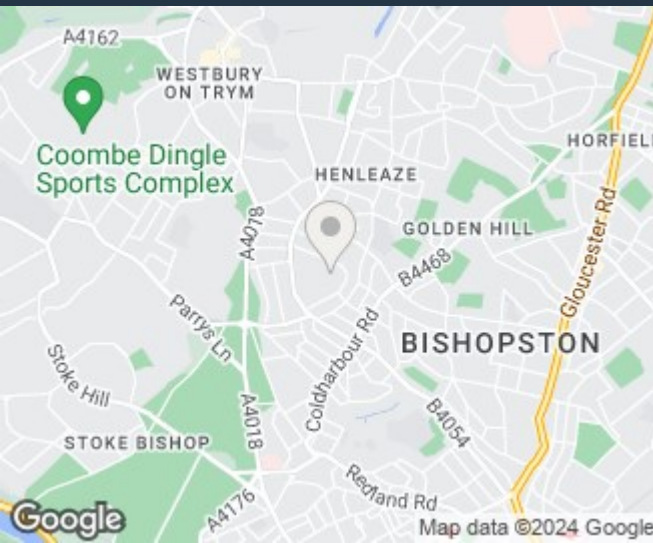 A4162
WESTBURY
ON TRYM
Coombe Dingle
Sports Complex
HORFIEL
HENLEAZE
A4018
GOLDEN HILL
B4468
Gloucester Rd
Parrys Ln
BISHOPSTON
Coldharbour Rd
Stoke Hill
A4018
B4054
STOKE BISHOP
Redland Rd
A4176
Google
Map data ©2024 Google